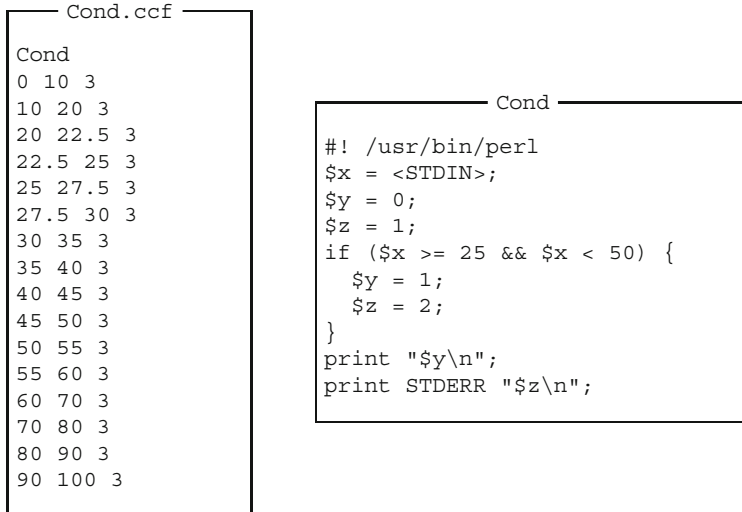 Cond.ccf
Cond
0 10 3
10 20 3
20 22.5 3
22.5 25 3
25 27.5 3
27.5 30 3
30 35 3
35 40 3
40 45 3
45 50 3
50 55 3
55 60 3
60 70 3
70 80 3
80 90 3
90 100 3
Cond
#! /usr/bin/perl
$x = <STDIN>;
$y = 0;
$z = 1;
if ($x >= 25 && $x < 50) {
  $y = 1;
  $z = 2;
}
print "$y\n";
print STDERR "$z\n";